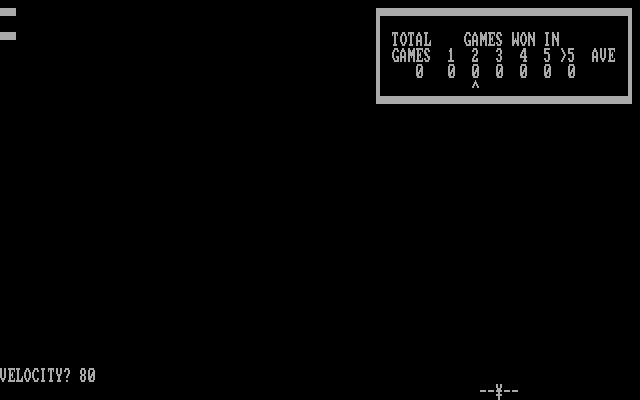 TOTAL GAMES WON IN
GAMES 1 2 3 4 5 >5 AVE
0 0 0 0 0 0 0
^
VELOCITY? 80
--¥--